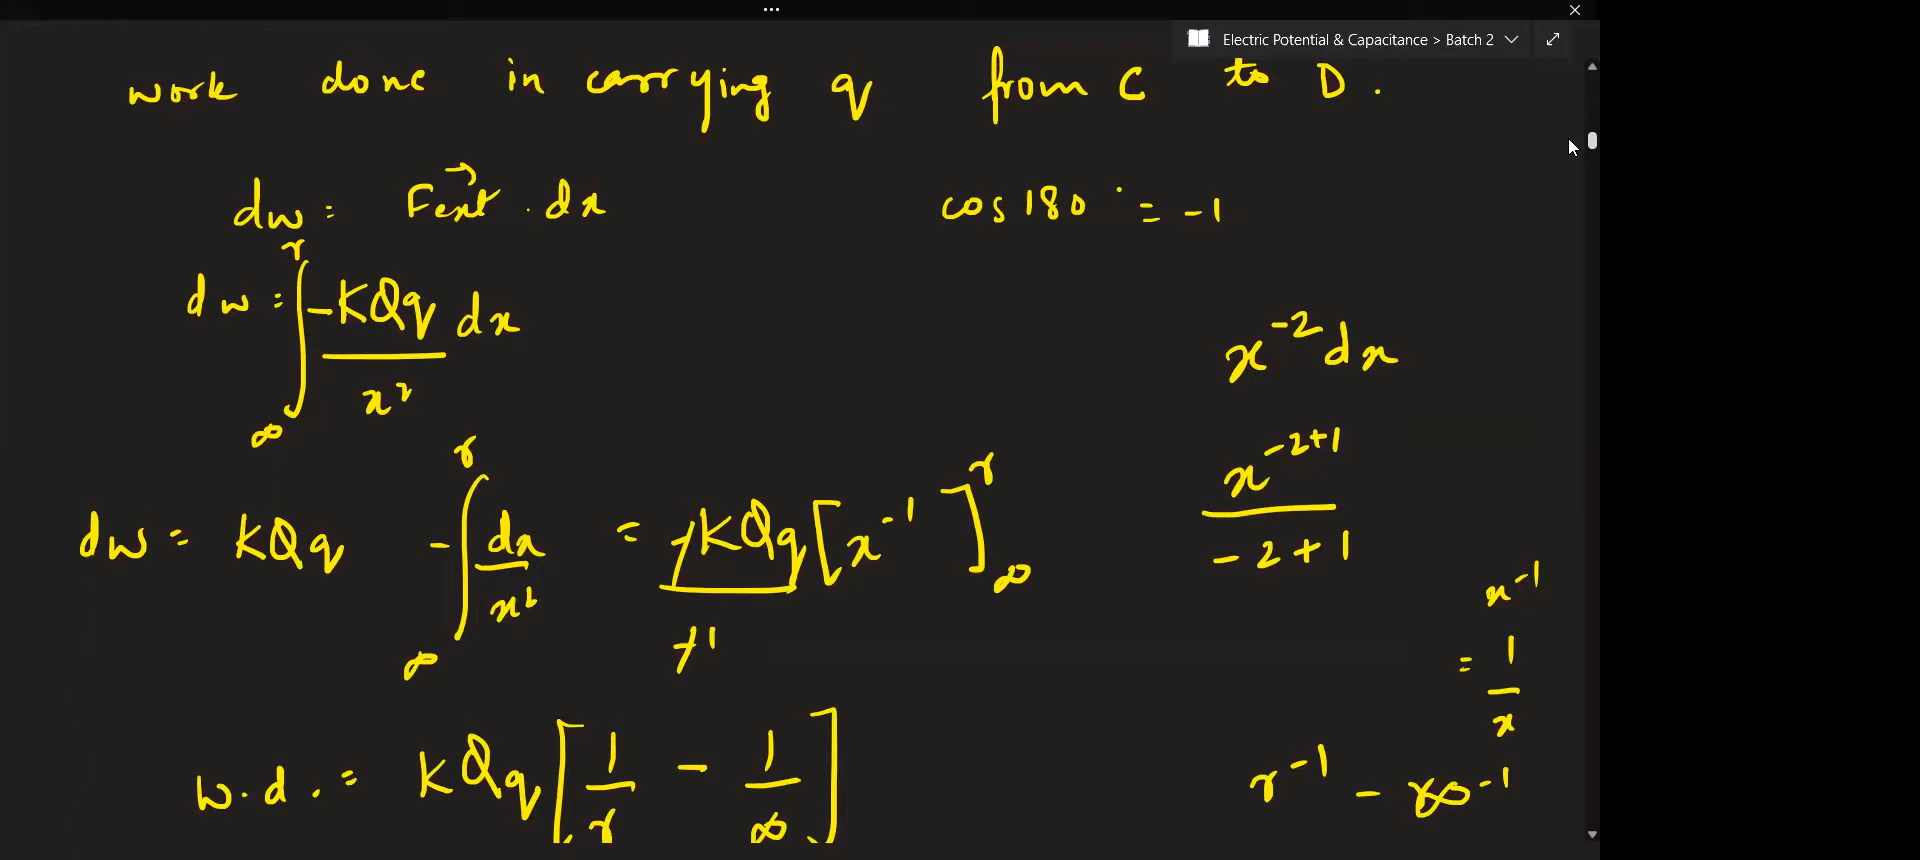 Electric Potential & Capacitance > Batch 2
work done in carrying q from C to D.
dw = F⃗ext . dx
cos 180° = -1
dw = ∫_∞^r -KQq/x² dx
x^-2 dx
x^(-2+1) / (-2+1)
dw = KQq - ∫_∞^r dx/x² = -KQq/-1 [x^-1]_∞^r
x^-1
= 1/x
w.d. = KQq [1/r - 1/∞]
r^-1 - ∞^-1